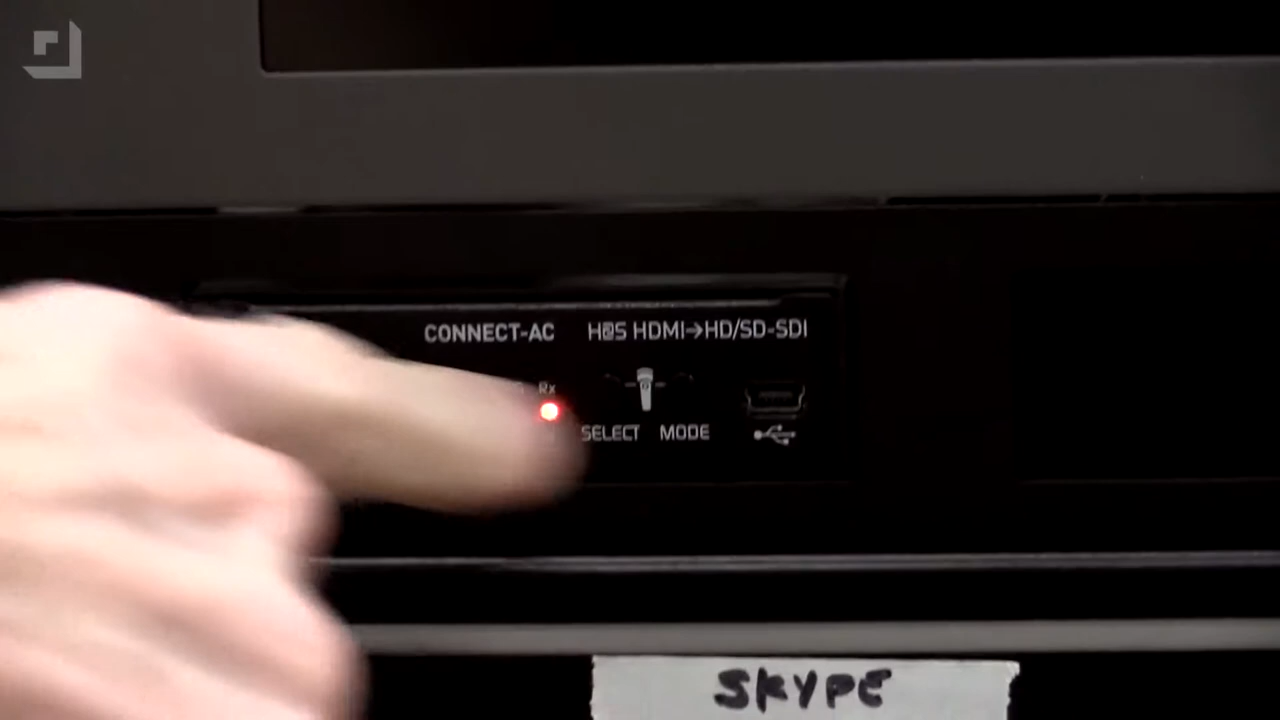 CONNECT-AC
HDMI→HD/SD-SDI
Rx
SELECT MODE
SKYPE